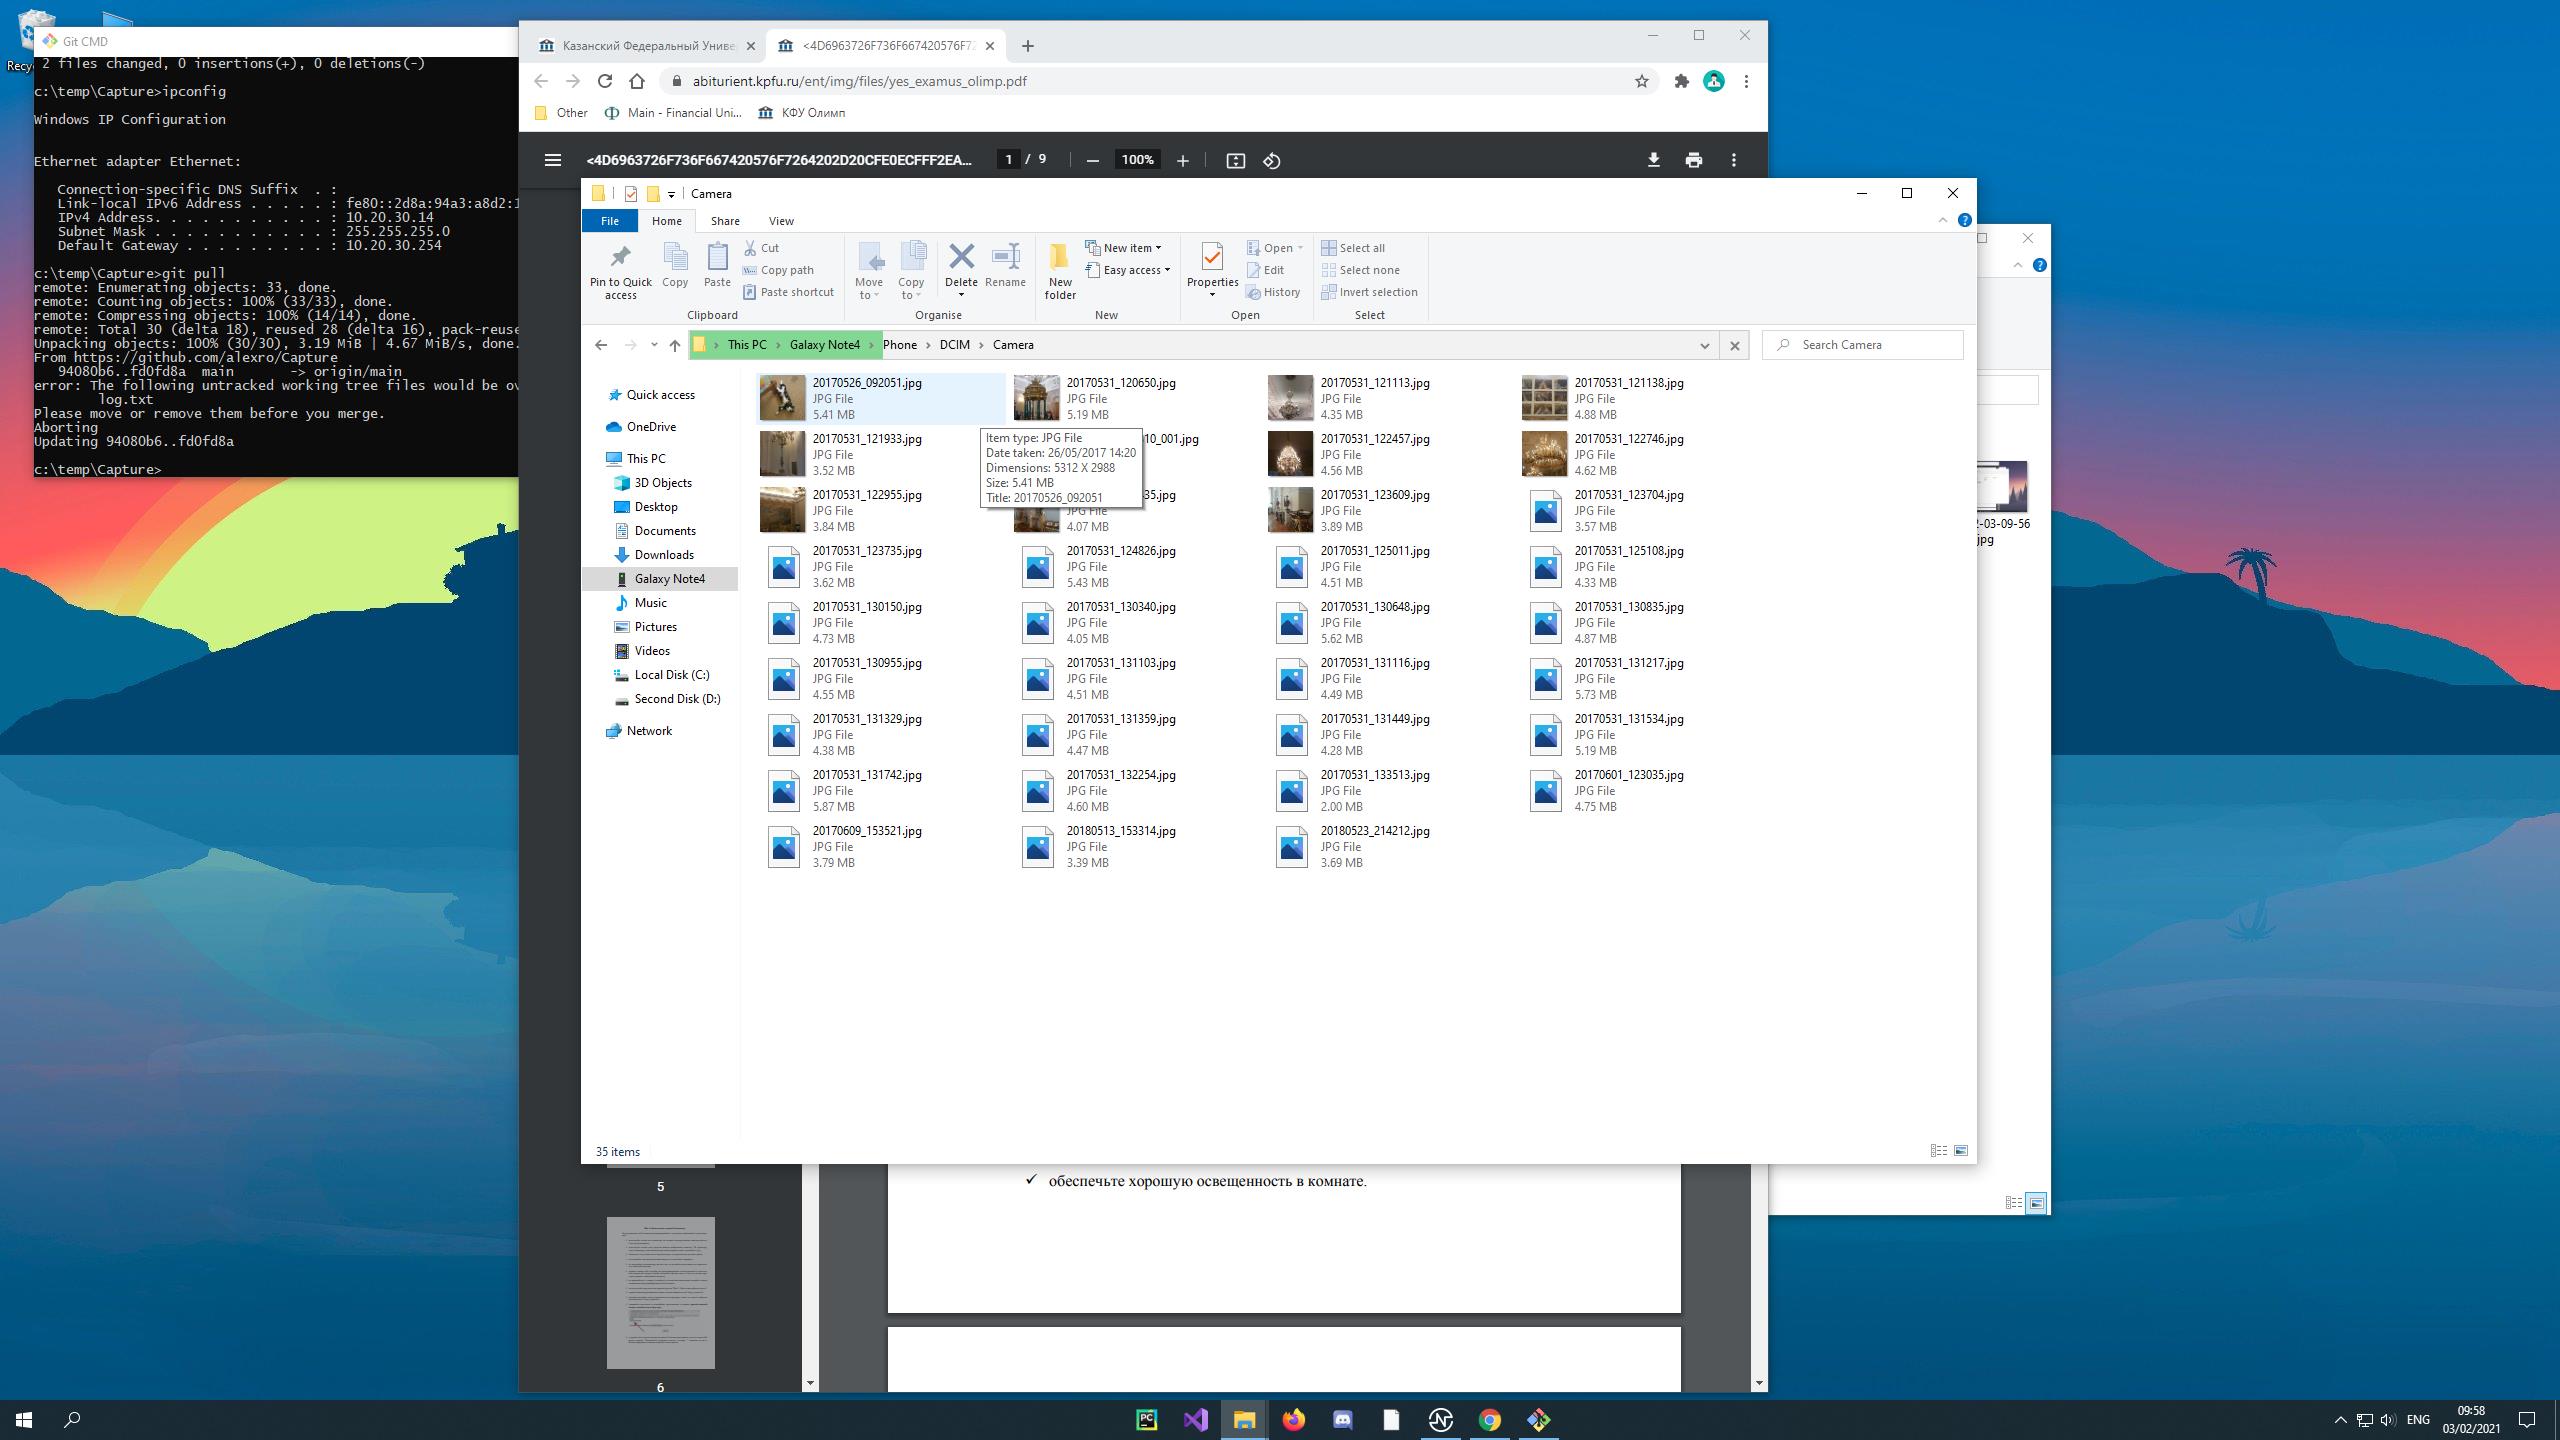 Git CMD
2 files changed, 0 insertions(+), 0 deletions(-)
c:\temp\Capture>ipconfig
Windows IP Configuration
Ethernet adapter Ethernet:
Connection-specific DNS Suffix  . :
Link-local IPv6 Address . . . . . : fe80::2d8a:94a3:a8d2:1
IPv4 Address. . . . . . . . . . . : 10.20.30.14
Subnet Mask . . . . . . . . . . . : 255.255.255.0
Default Gateway . . . . . . . . . : 10.20.30.254
c:\temp\Capture>git pull
remote: Enumerating objects: 33, done.
remote: Counting objects: 100% (33/33), done.
remote: Compressing objects: 100% (14/14), done.
remote: Total 30 (delta 18), reused 28 (delta 16), pack-reuse
Unpacking objects: 100% (30/30), 3.19 MiB | 4.67 MiB/s, done.
From https://github.com/alexro/Capture
94080b6..fd0fd8a  main       -> origin/main
error: The following untracked working tree files would be ov
log.txt
Please move or remove them before you merge.
Aborting
Updating 94080b6..fd0fd8a
c:\temp\Capture>
Казанский Федеральный Униве
<4D6963726F736F667420576F72
abiturient.kpfu.ru/ent/img/files/yes_examus_olimp.pdf
Other
Main - Financial Uni...
КФУ Олимп
<4D6963726F736F667420576F7264202D20CFE0ECFFF2EA...
1 / 9
100%
Camera
File
Home
Share
View
Pin to Quick access
Copy
Paste
Cut
Copy path
Paste shortcut
Clipboard
Move to
Copy to
Delete
Rename
Organise
New folder
New item
Easy access
New
Properties
Open
Edit
History
Open
Select all
Select none
Invert selection
Select
This PC
Galaxy Note4
Phone
DCIM
Camera
Search Camera
Quick access
OneDrive
This PC
3D Objects
Desktop
Documents
Downloads
Galaxy Note4
Music
Pictures
Videos
Local Disk (C:)
Second Disk (D:)
Network
20170526_092051.jpg
JPG File
5.41 MB
20170531_120650.jpg
JPG File
5.19 MB
20170531_121113.jpg
JPG File
4.35 MB
20170531_121138.jpg
JPG File
4.88 MB
20170531_121933.jpg
JPG File
3.52 MB
10_001.jpg
20170531_122457.jpg
JPG File
4.56 MB
20170531_122746.jpg
JPG File
4.62 MB
Item type: JPG File
Date taken: 26/05/2017 14:20
Dimensions: 5312 X 2988
Size: 5.41 MB
Title: 20170526_092051
20170531_122955.jpg
JPG File
3.84 MB
35.jpg
JPG File
4.07 MB
20170531_123609.jpg
JPG File
3.89 MB
20170531_123704.jpg
JPG File
3.57 MB
20170531_123735.jpg
JPG File
3.62 MB
20170531_124826.jpg
JPG File
5.43 MB
20170531_125011.jpg
JPG File
4.51 MB
20170531_125108.jpg
JPG File
4.33 MB
20170531_130150.jpg
JPG File
4.73 MB
20170531_130340.jpg
JPG File
4.05 MB
20170531_130648.jpg
JPG File
5.62 MB
20170531_130835.jpg
JPG File
4.87 MB
20170531_130955.jpg
JPG File
4.55 MB
20170531_131103.jpg
JPG File
4.51 MB
20170531_131116.jpg
JPG File
4.49 MB
20170531_131217.jpg
JPG File
5.73 MB
20170531_131329.jpg
JPG File
4.38 MB
20170531_131359.jpg
JPG File
4.47 MB
20170531_131449.jpg
JPG File
4.28 MB
20170531_131534.jpg
JPG File
5.19 MB
20170531_131742.jpg
JPG File
5.87 MB
20170531_132254.jpg
JPG File
4.60 MB
20170531_133513.jpg
JPG File
2.00 MB
20170601_123035.jpg
JPG File
4.75 MB
20170609_153521.jpg
JPG File
3.79 MB
20180513_153314.jpg
JPG File
3.39 MB
20180523_214212.jpg
JPG File
3.69 MB
35 items
2-03-09-56
jpg
5
6
обеспечьте хорошую освещенность в комнате.
Recy
ENG
09:58
03/02/2021